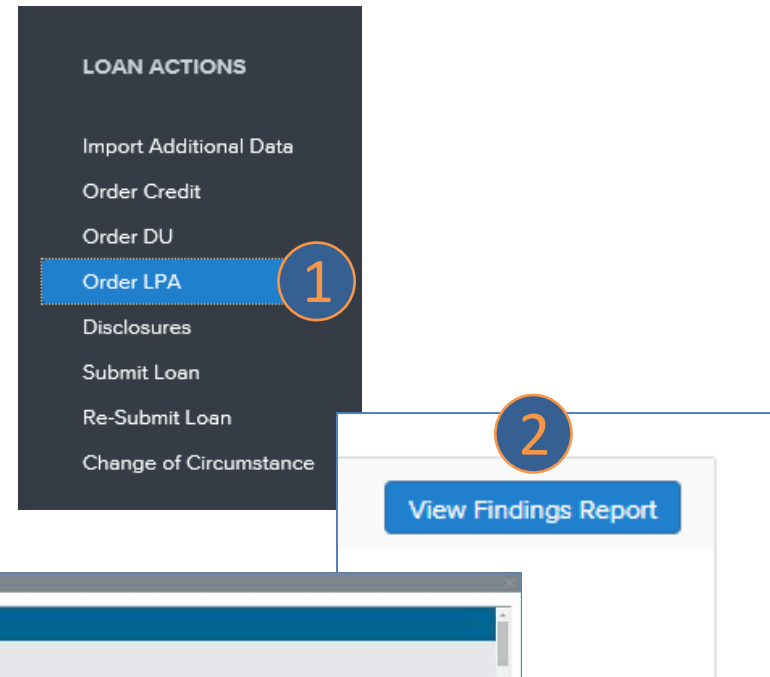 LOAN ACTIONS
Import Additional Data
Order Credit
Order DU
Order LPA
1
Disclosures
Submit Loan
Re-Submit Loan
Change of Circumstance
2
View Findings Report